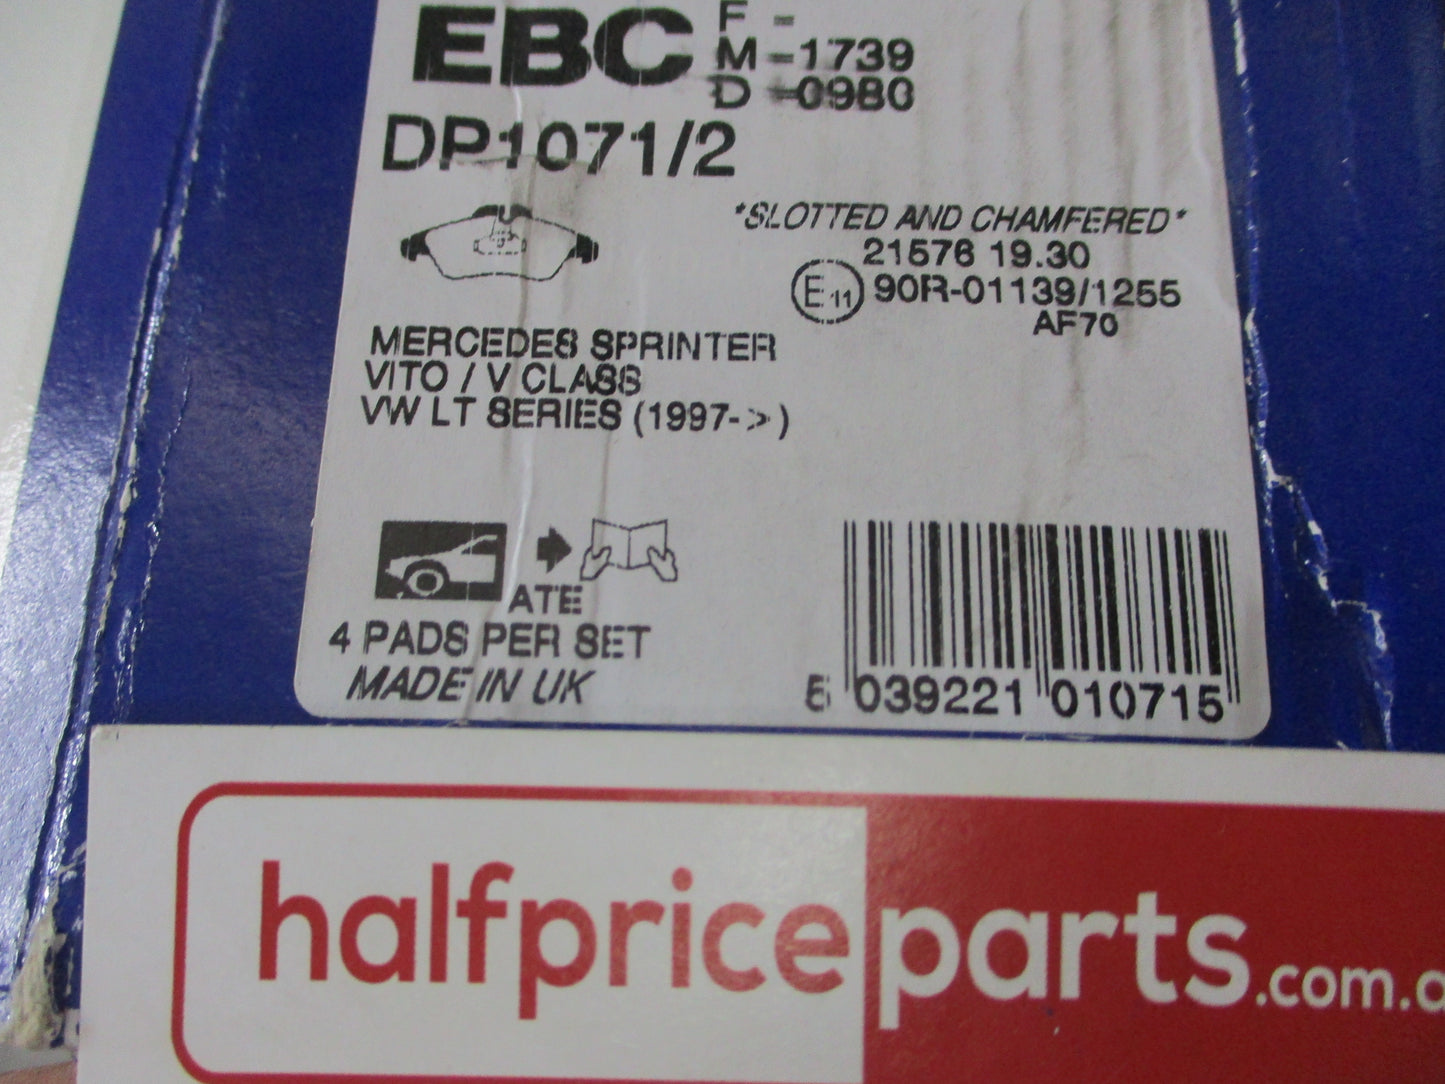 EBC
F -
M -1739
D -0980
DP1071/2
*SLOTTED AND CHAMFERED*
21576 19.30
E11 90R-01139/1255
AF70
MERCEDES SPRINTER
VITO / V CLASS
VW LT SERIES (1997->)
ATE
4 PADS PER SET
MADE IN UK
5 039221 010715
halfpriceparts.com.a